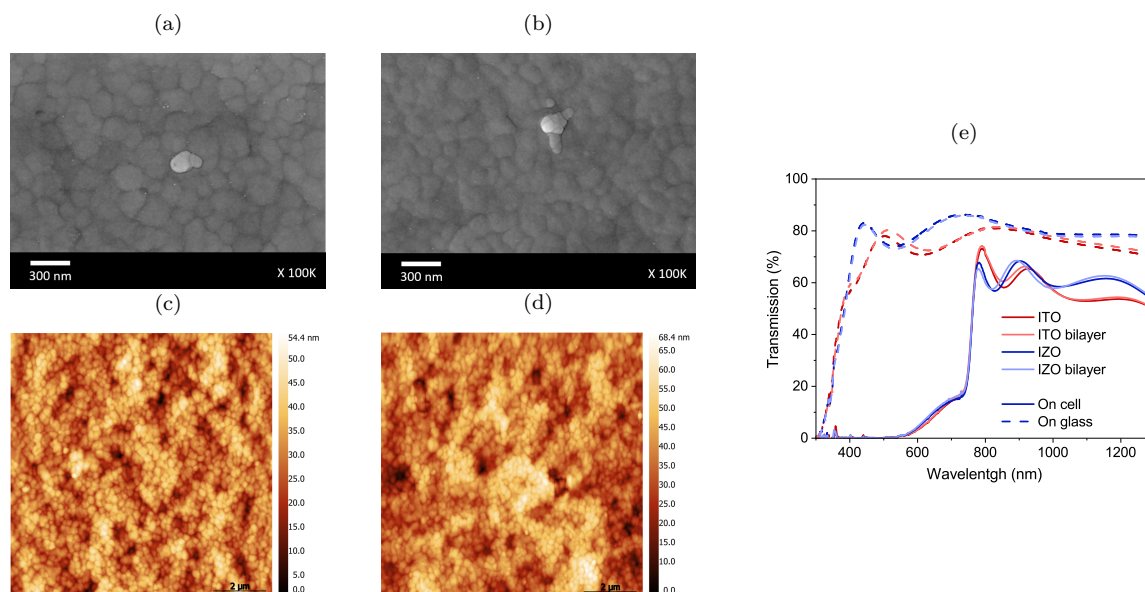 (a)
(b)
300 nm
X 100K
300 nm
X 100K
(c)
(d)
54.4 nm
50.0
45.0
40.0
35.0
30.0
25.0
20.0
15.0
10.0
5.0
0.0
2 µm
68.4 nm
65.0
60.0
55.0
50.0
45.0
40.0
35.0
30.0
25.0
20.0
15.0
10.0
0.0
2 µm
(e)
100
80
60
40
20
0
Transmission (%)
ITO
ITO bilayer
IZO
IZO bilayer
On cell
On glass
400
600
800
1000
1200
Wavelentgh (nm)